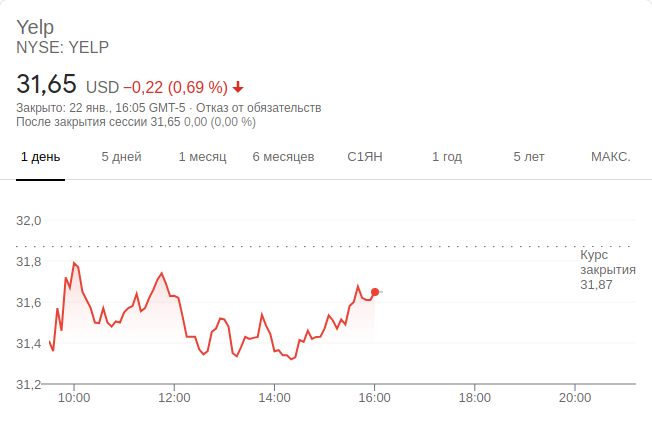 Yelp
NYSE: YELP
31,65 USD −0,22 (0,69 %)
Закрыто: 22 янв., 16:05 GMT-5 · Отказ от обязательств
После закрытия сессии 31,65 0,00 (0,00 %)
1 день 5 дней 1 месяц 6 месяцев С1ЯН 1 год 5 лет МАКС.
32,0
31,8
31,6
31,4
31,2
Курс
закрытия
31,87
10:00 12:00 14:00 16:00 18:00 20:00